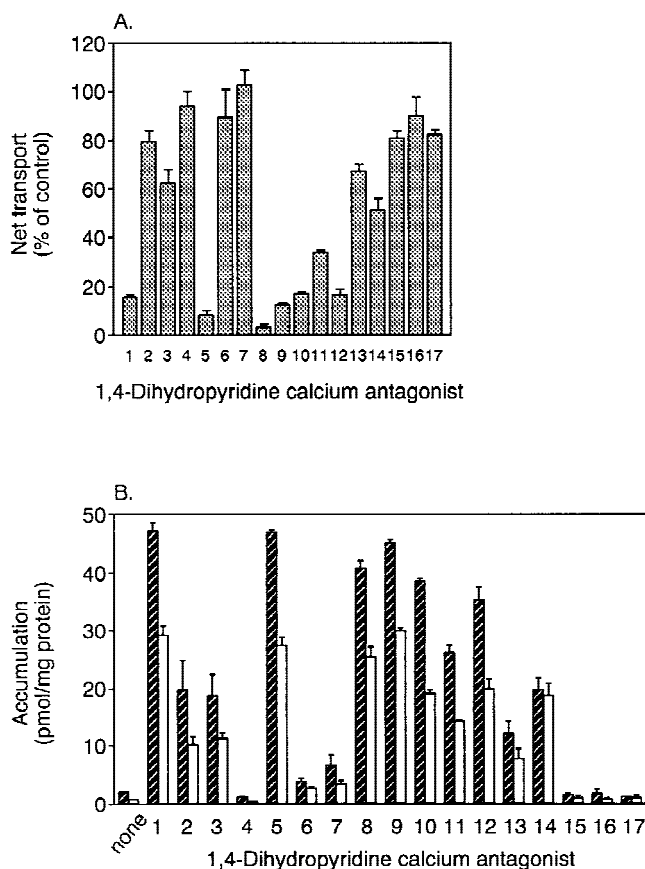 A.
Net transport
(% of control)
120
100
80
60
40
20
0
1 2 3 4 5 6 7 8 9 10 11 12 13 14 15 16 17
1,4-Dihydropyridine calcium antagonist
B.
Accumulation
(pmol/mg protein)
50
40
30
20
10
0
none 1 2 3 4 5 6 7 8 9 10 11 12 13 14 15 16 17
1,4-Dihydropyridine calcium antagonist